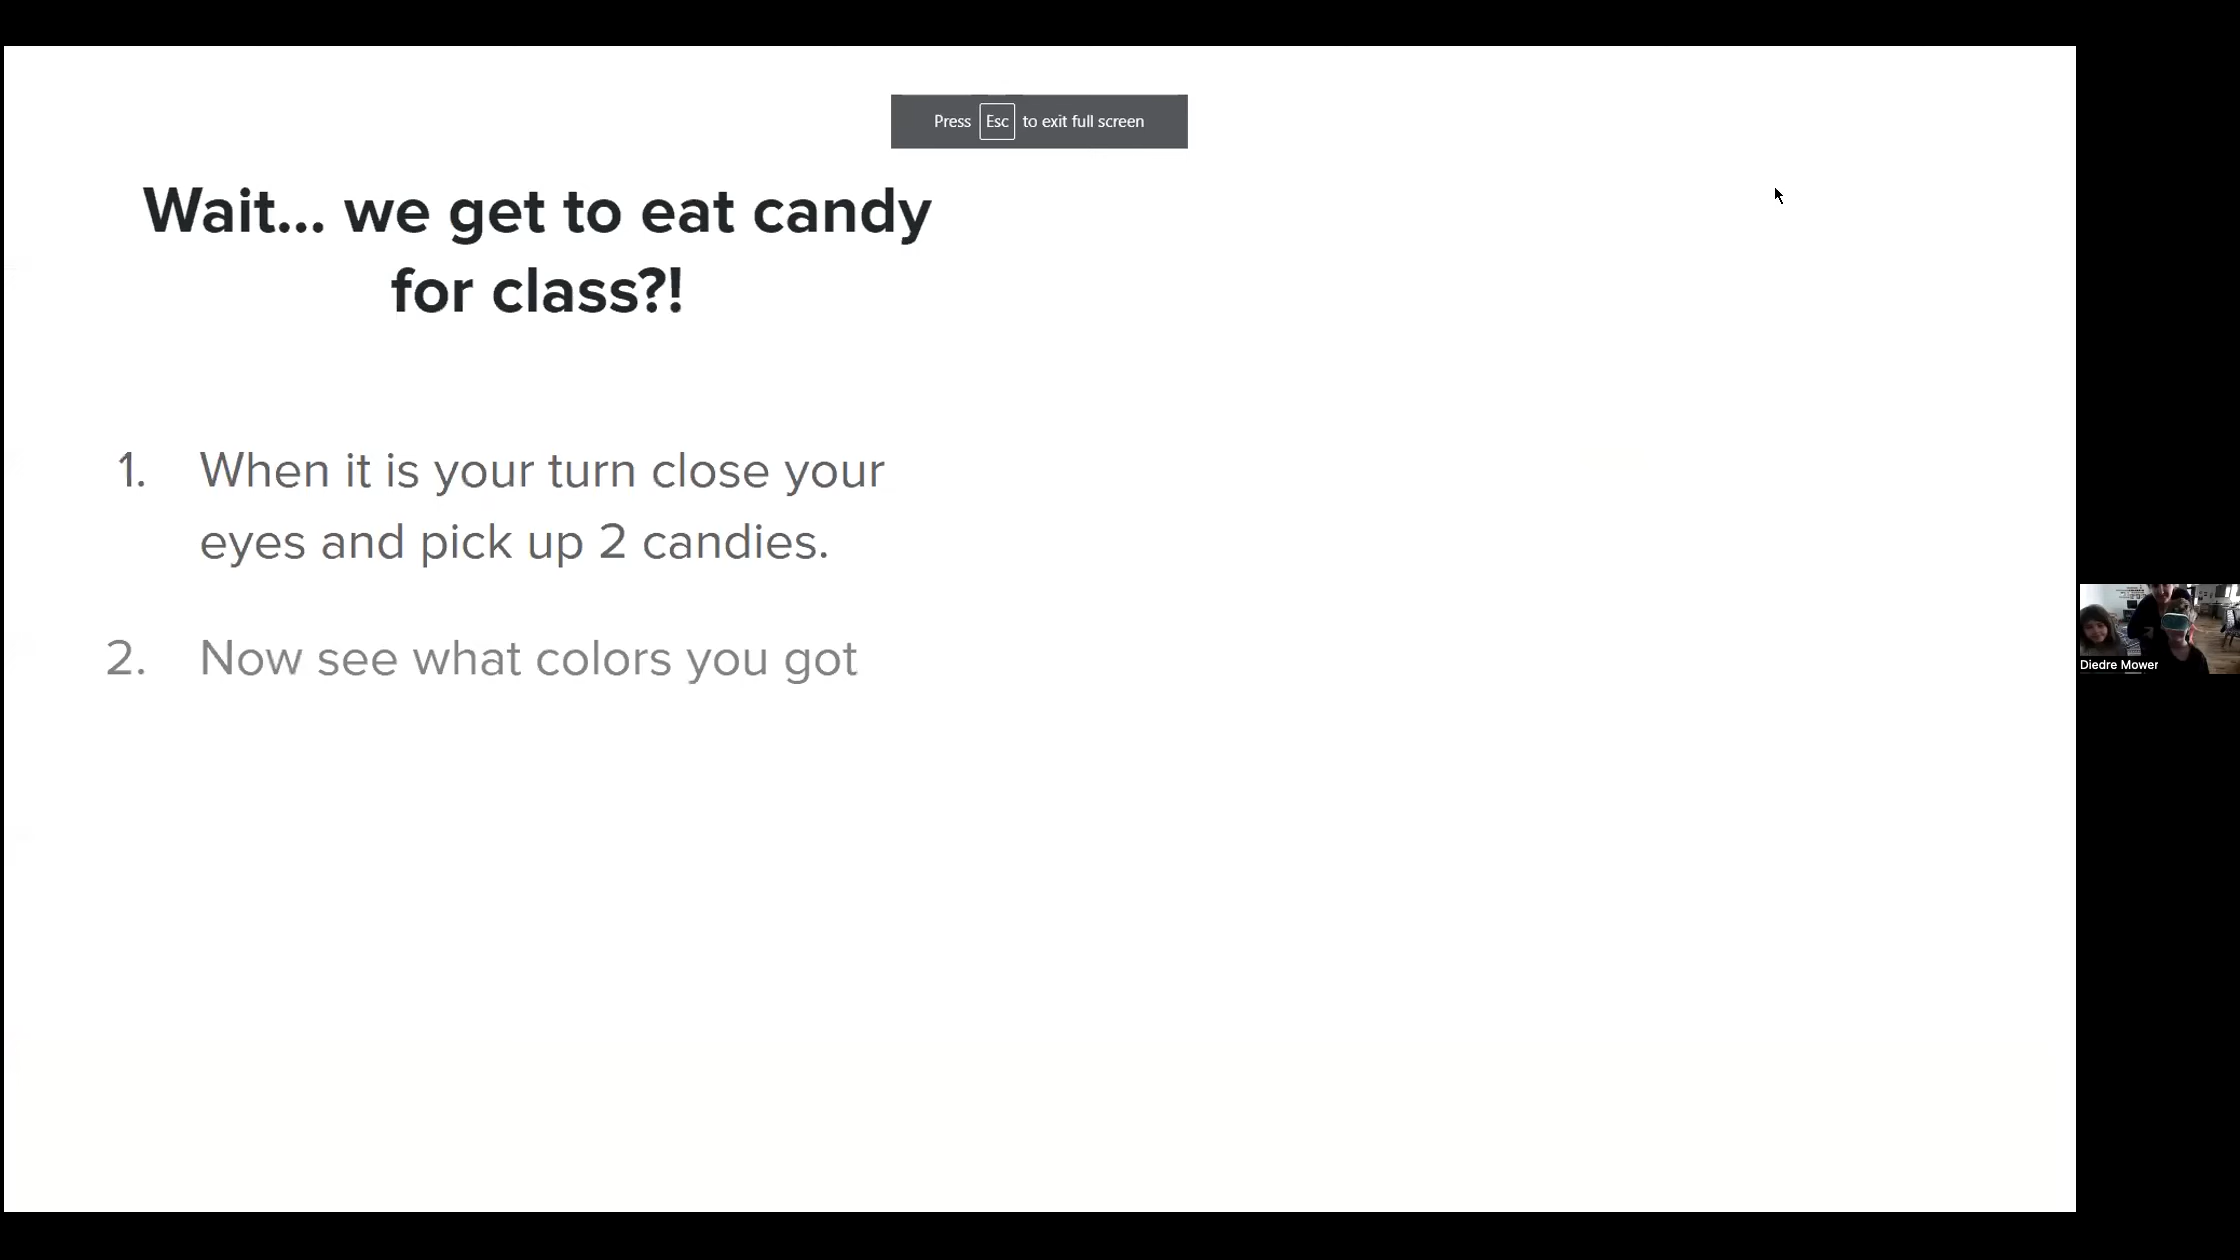 Press Esc to exit full screen
Wait... we get to eat candy
for class?!
1. When it is your turn close your
eyes and pick up 2 candies.
2. Now see what colors you got
Diedre Mower